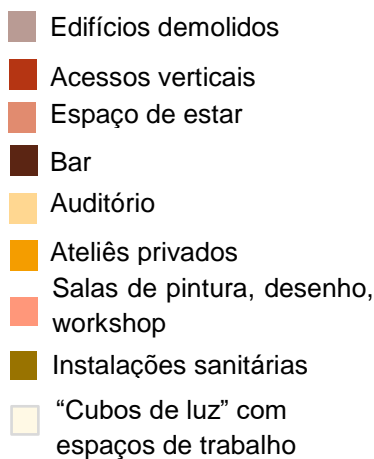 Edifícios demolidos
Acessos verticais
Espaço de estar
Bar
Auditório
Ateliês privados
Salas de pintura, desenho,
workshop
Instalações sanitárias
“Cubos de luz” com
espaços de trabalho